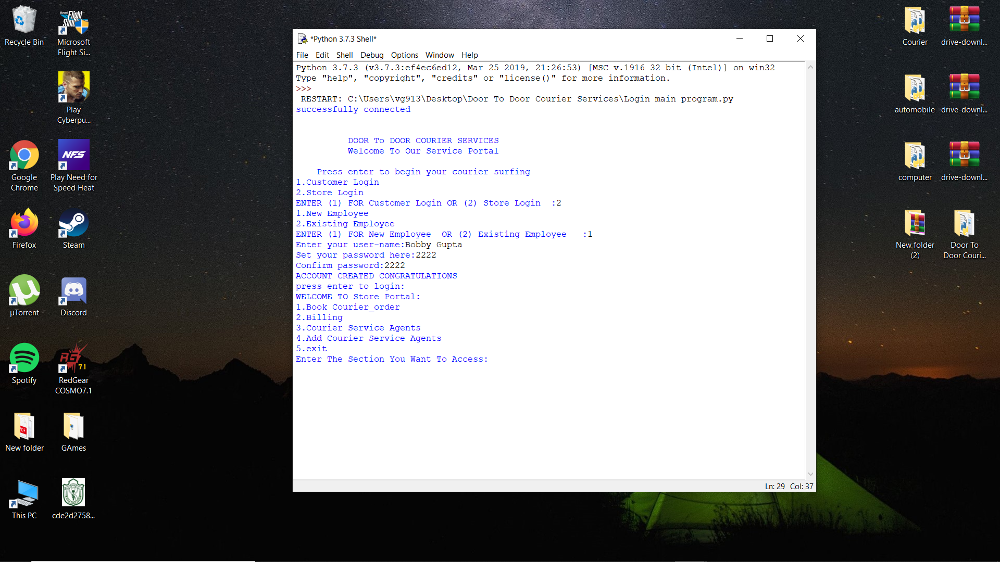 Recycle Bin
Microsoft
Flight Si...
Play
Cyberpu...
Google
Chrome
NFS
Play Need for
Speed Heat
Firefox
Steam
µTorrent
Discord
Spotify
RG
7.1
RedGear
COSMO7.1
PDF
New folder
GAmes
This PC
cde2d2758...
*Python 3.7.3 Shell*
File Edit Shell Debug Options Window Help
Python 3.7.3 (v3.7.3:ef4ec6ed12, Mar 25 2019, 21:26:53) [MSC v.1916 32 bit (Intel)] on win32
Type "help", "copyright", "credits" or "license()" for more information.
>>>
RESTART: C:\Users\vg913\Desktop\Door To Door Courier Services\Login main program.py
successfully connected
DOOR To DOOR COURIER SERVICES
Welcome To Our Service Portal
Press enter to begin your courier surfing
1.Customer Login
2.Store Login
ENTER (1) FOR Customer Login OR (2) Store Login  :2
1.New Employee
2.Existing Employee
ENTER (1) FOR New Employee  OR (2) Existing Employee   :1
Enter your user-name:Bobby Gupta
Set your password here:2222
Confirm password:2222
ACCOUNT CREATED CONGRATULATIONS
press enter to login:
WELCOME TO Store Portal:
1.Book Courier_order
2.Billing
3.Courier Service Agents
4.Add Courier Service Agents
5.exit
Enter The Section You Want To Access:
Ln: 29 Col: 37
Courier
drive-downl...
automobile
drive-downl...
computer
drive-downl...
New folder
(2)
Door To
Door Couri...